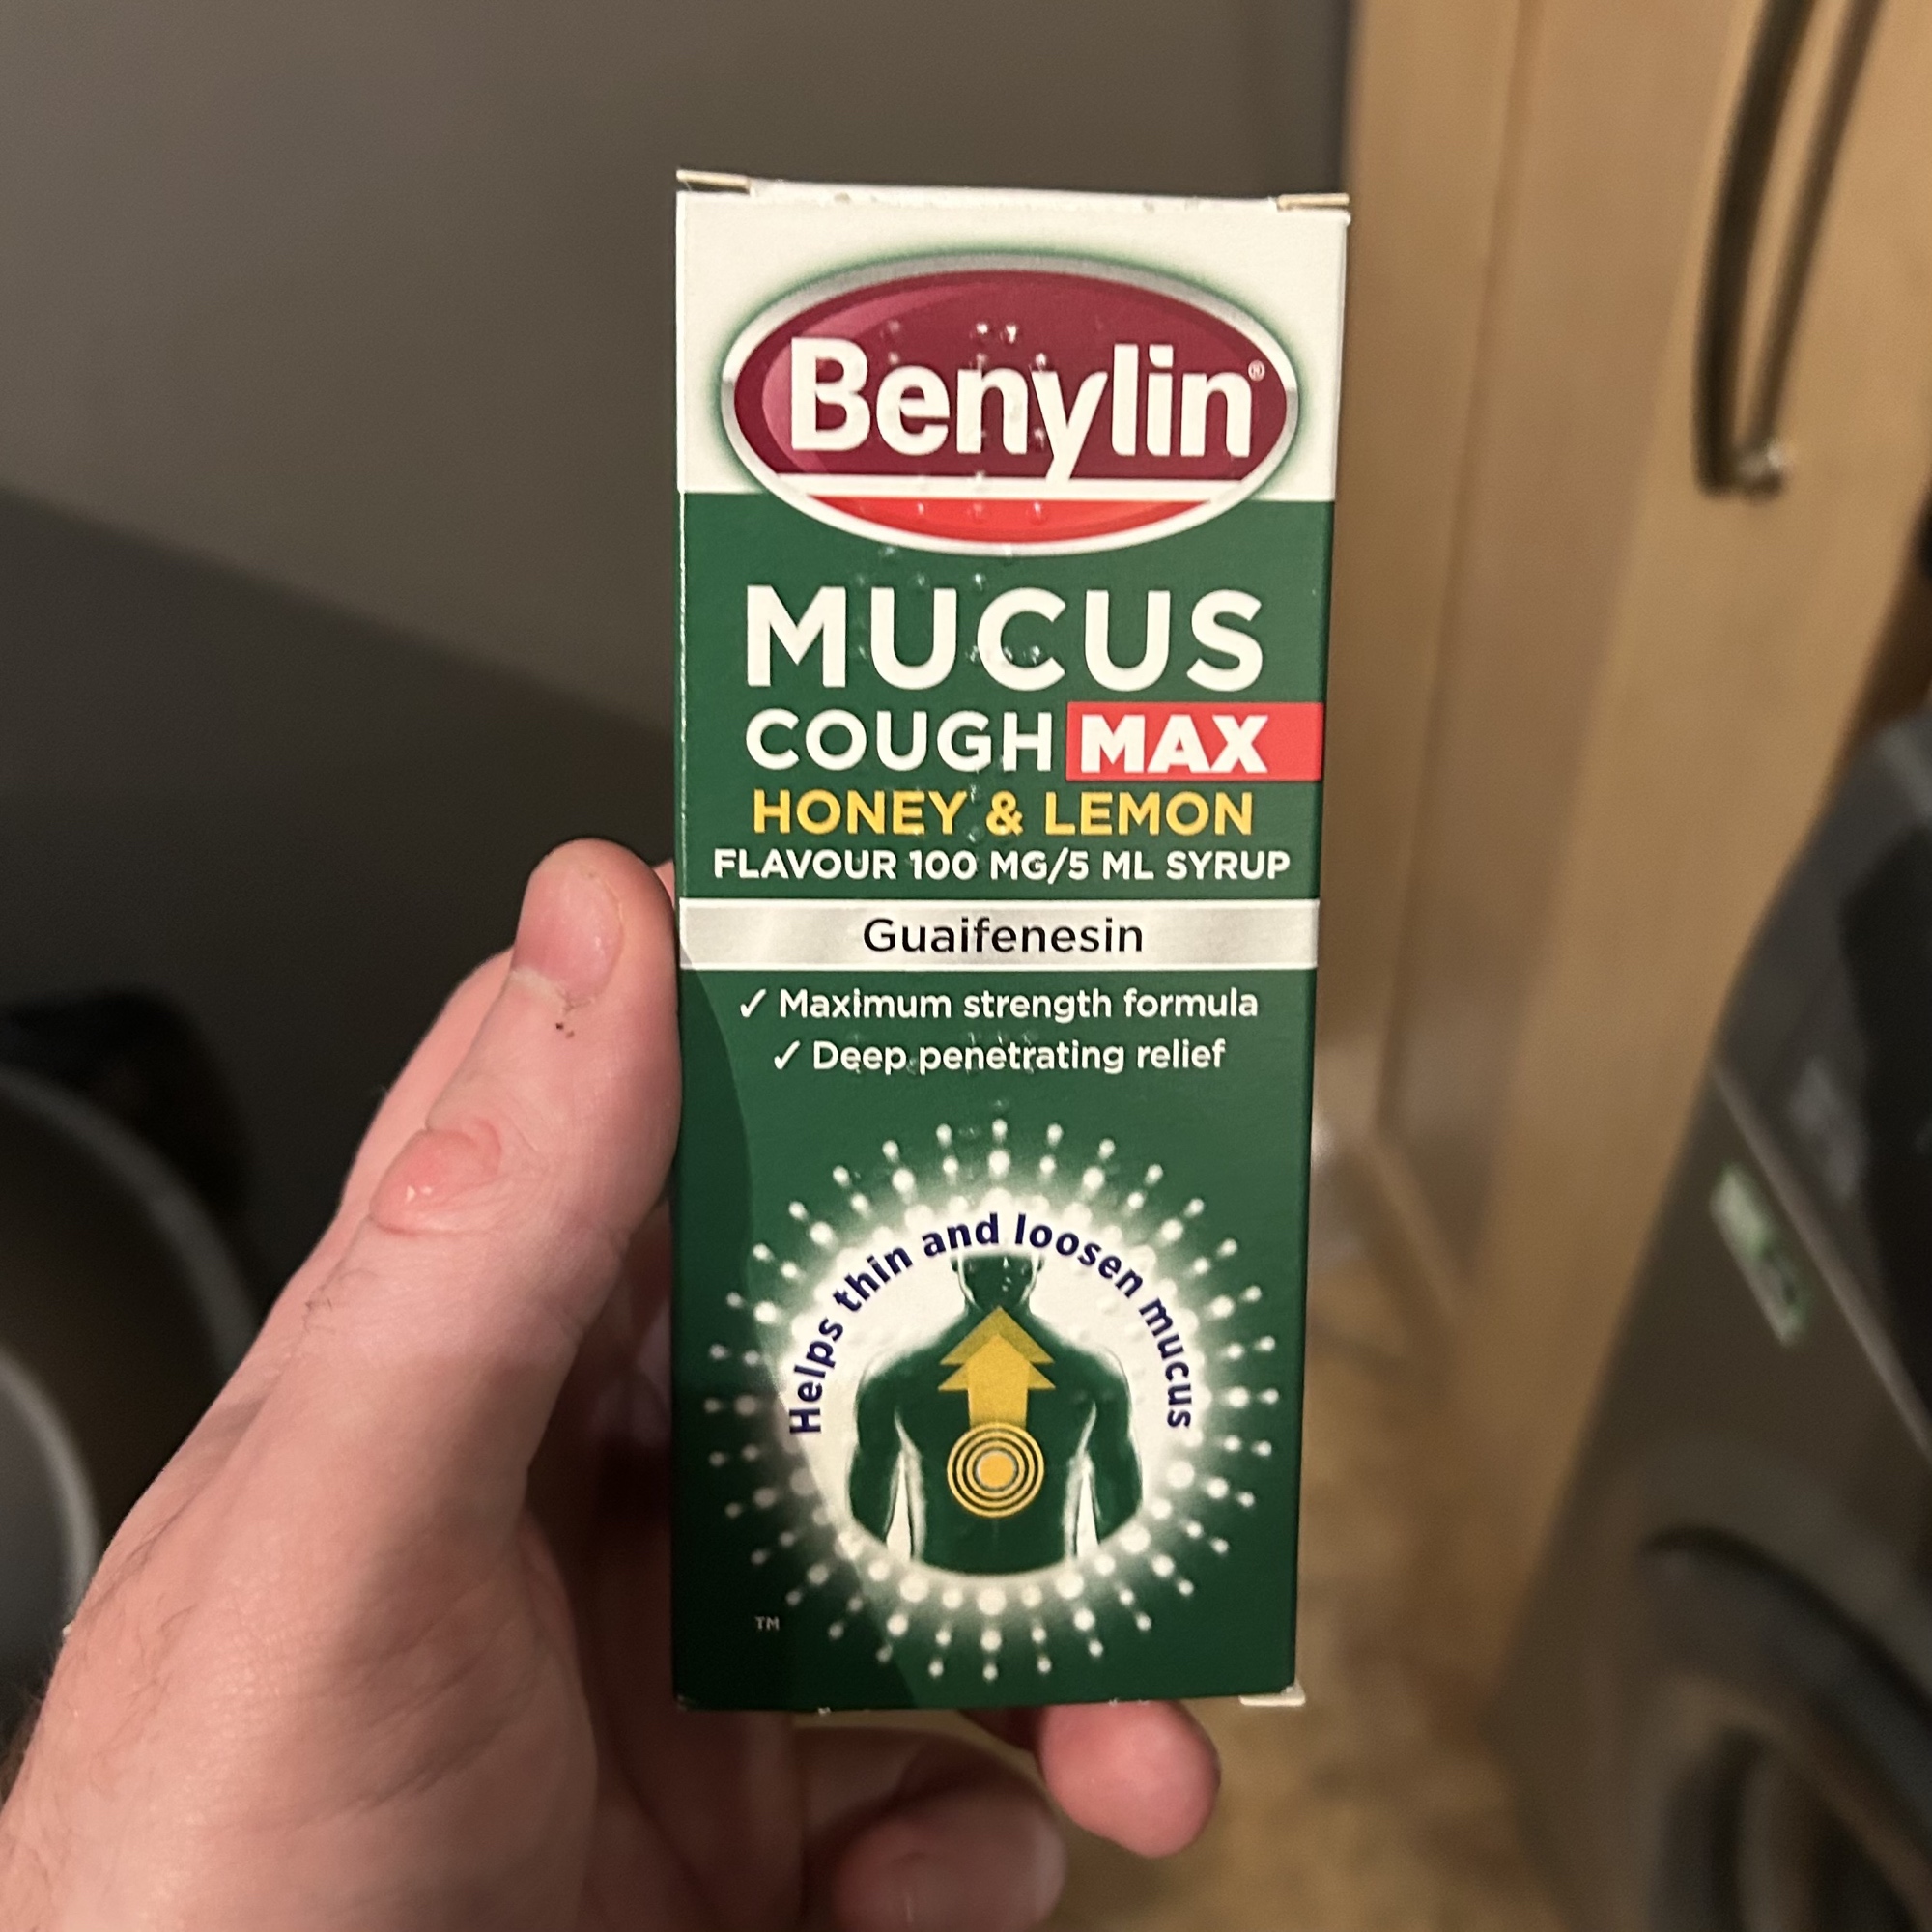 Benylin®
MUCUS
COUGH MAX
HONEY & LEMON
FLAVOUR 100 MG/5 ML SYRUP
Guaifenesin
✓ Maximum strength formula
✓ Deep penetrating relief
Helps thin and loosen mucus
TM